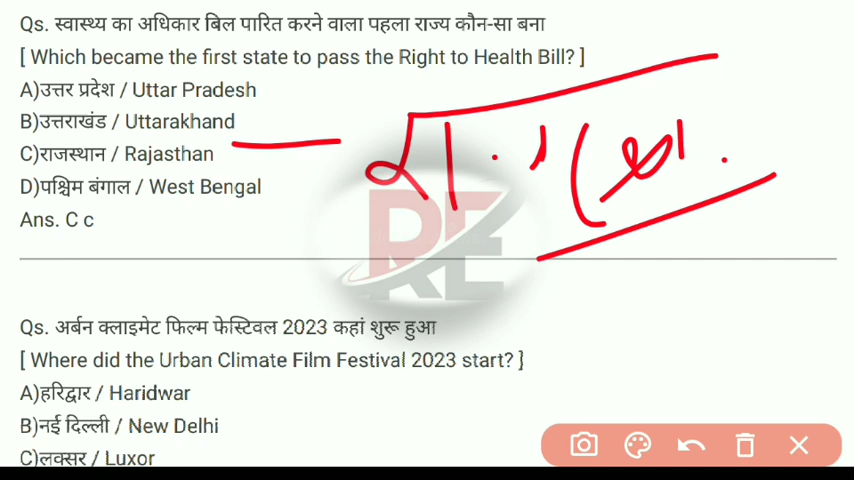 Qs. स्वास्थ्य का अधिकार बिल पारित करने वाला पहला राज्य कौन-सा बना
[ Which became the first state to pass the Right to Health Bill? ]
A)उत्तर प्रदेश / Uttar Pradesh
B)उत्तराखंड / Uttarakhand
C)राजस्थान / Rajasthan
D)पश्चिम बंगाल / West Bengal
Ans. C c
RE
Qs. अर्बन क्लाइमेट फिल्म फेस्टिवल 2023 कहां शुरू हुआ
[ Where did the Urban Climate Film Festival 2023 start? ]
A)हरिद्वार / Haridwar
B)नई दिल्ली / New Delhi
C)लक्सर / Luxor